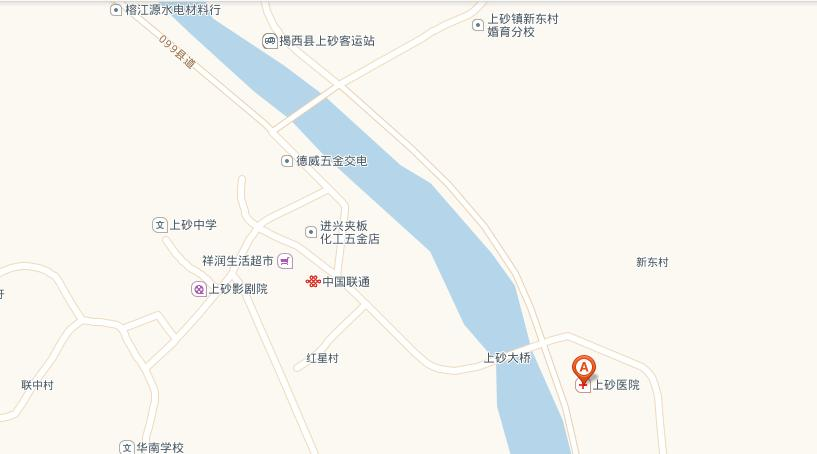 榕江源水电材料行
上砂镇新东村
婚育分校
揭西县上砂客运站
099县道
德威五金交电
上砂中学
进兴夹板
化工五金店
祥润生活超市
新东村
中国联通
上砂影剧院
红星村
上砂大桥
A
上砂医院
联中村
文
文
华南学校